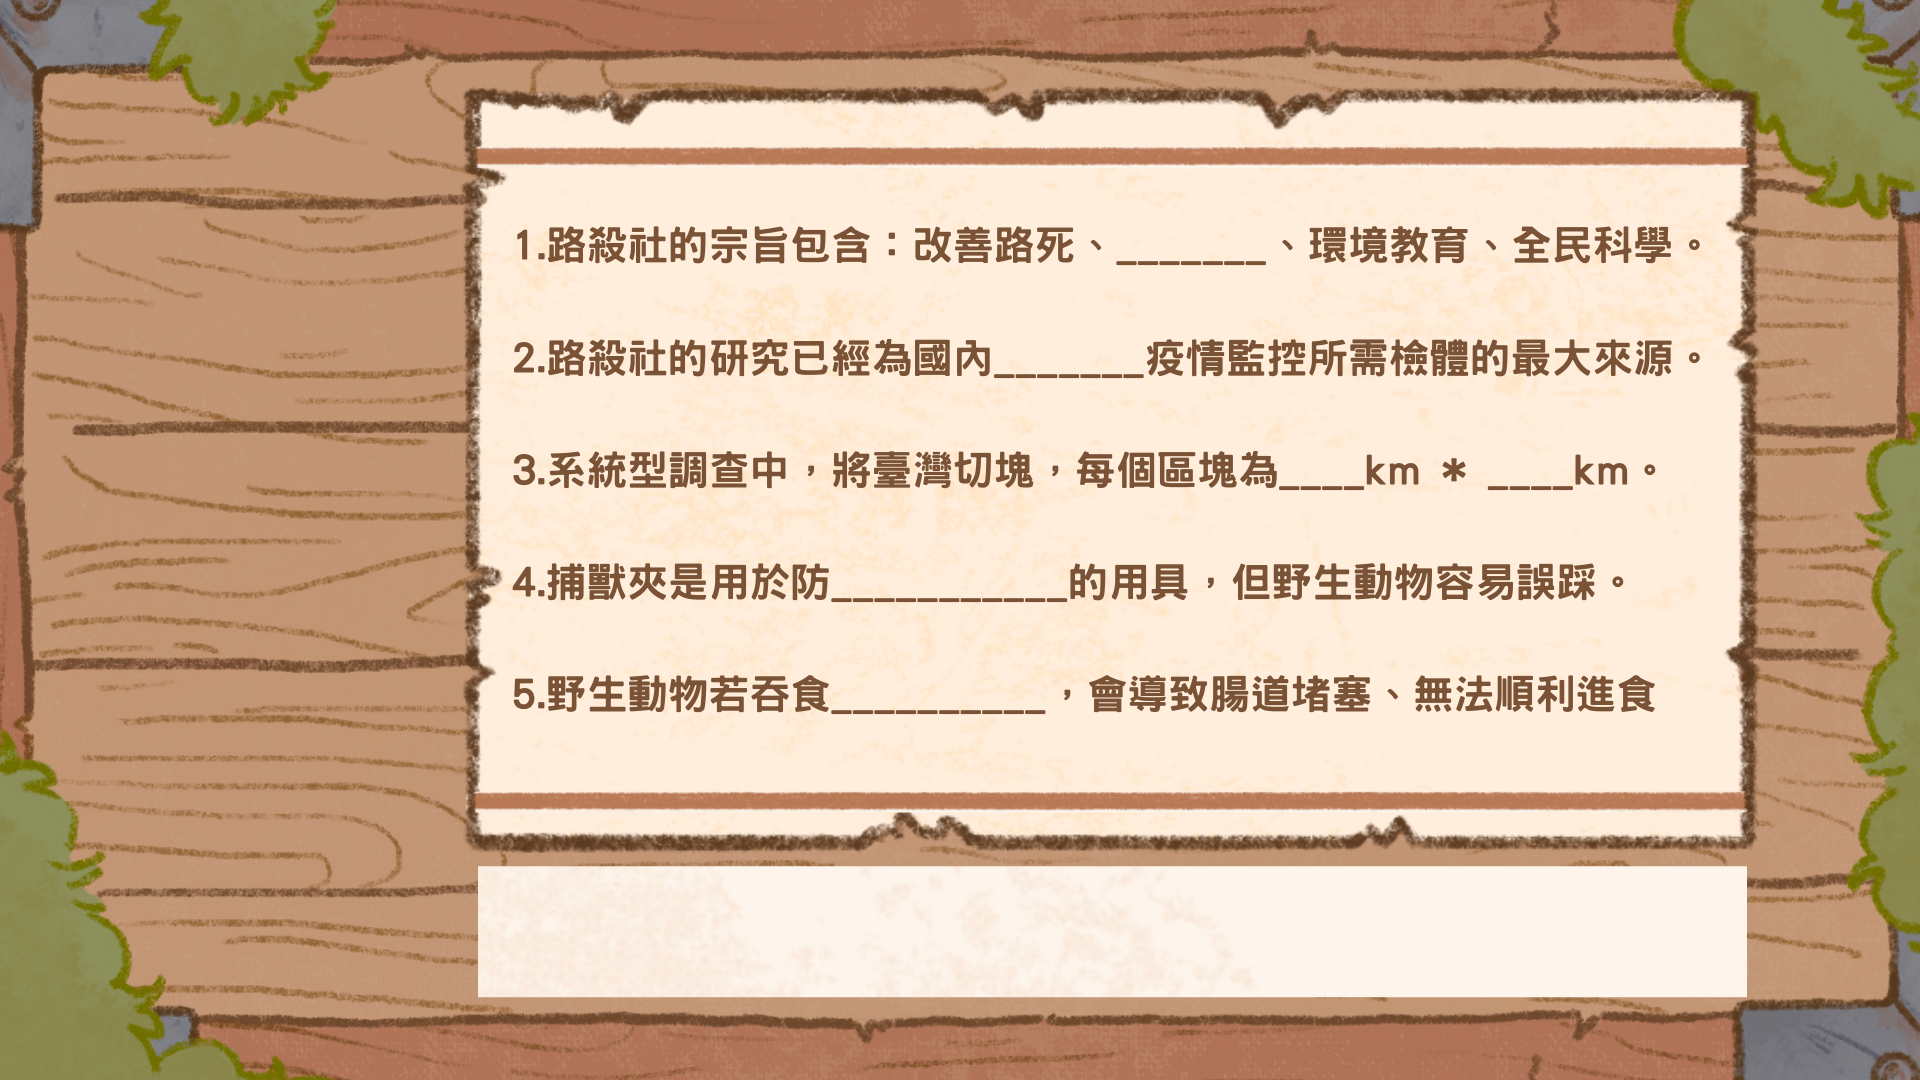 1.路殺社的宗旨包含：改善路死、_______、環境教育、全民科學。
2.路殺社的研究已經為國內_______疫情監控所需檢體的最大來源。
3.系統型調查中，將臺灣切塊，每個區塊為____km * ____km。
4.捕獸夾是用於防___________的用具，但野生動物容易誤踩。
5.野生動物若吞食__________，會導致腸道堵塞、無法順利進食